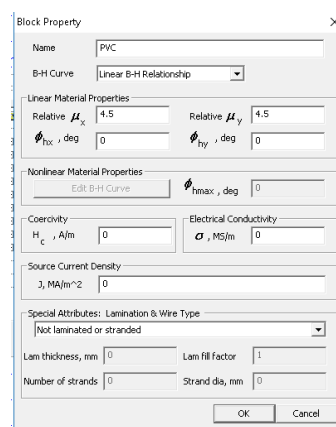 Block Property
Name PVC
B-H Curve Linear B-H Relationship
Linear Material Properties
Relative μx 4.5 Relative μy 4.5
ϕhx , deg 0 ϕhy , deg 0
Nonlinear Material Properties
Edit B-H Curve ϕhmax , deg 0
Coercivity Electrical Conductivity
Hc , A/m 0 σ , MS/m 0
Source Current Density
J, MA/m^2 0
Special Attributes: Lamination & Wire Type
Not laminated or stranded
Lam thickness, mm 0 Lam fill factor 1
Number of strands 0 Strand dia, mm 0
OK Cancel